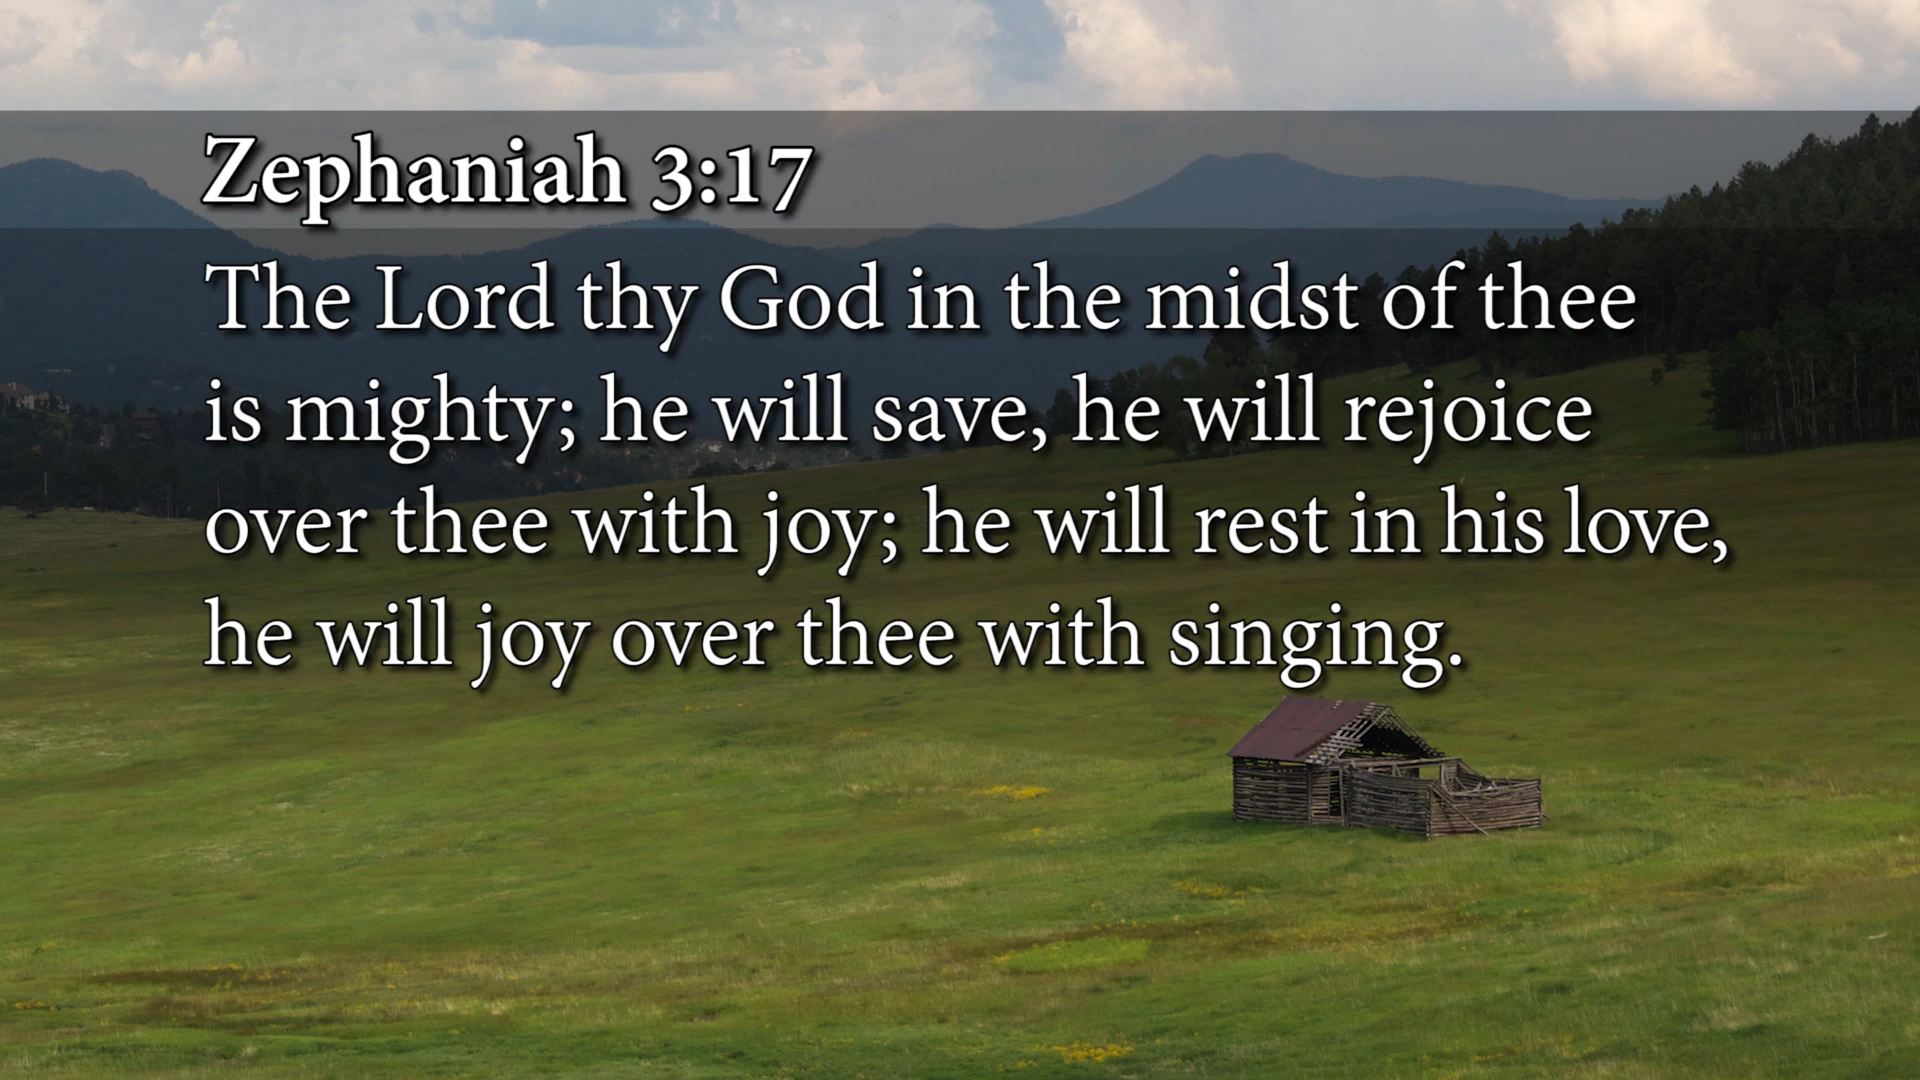 Zephaniah 3:17
The Lord thy God in the midst of thee
is mighty; he will save, he will rejoice
over thee with joy; he will rest in his love,
he will joy over thee with singing.